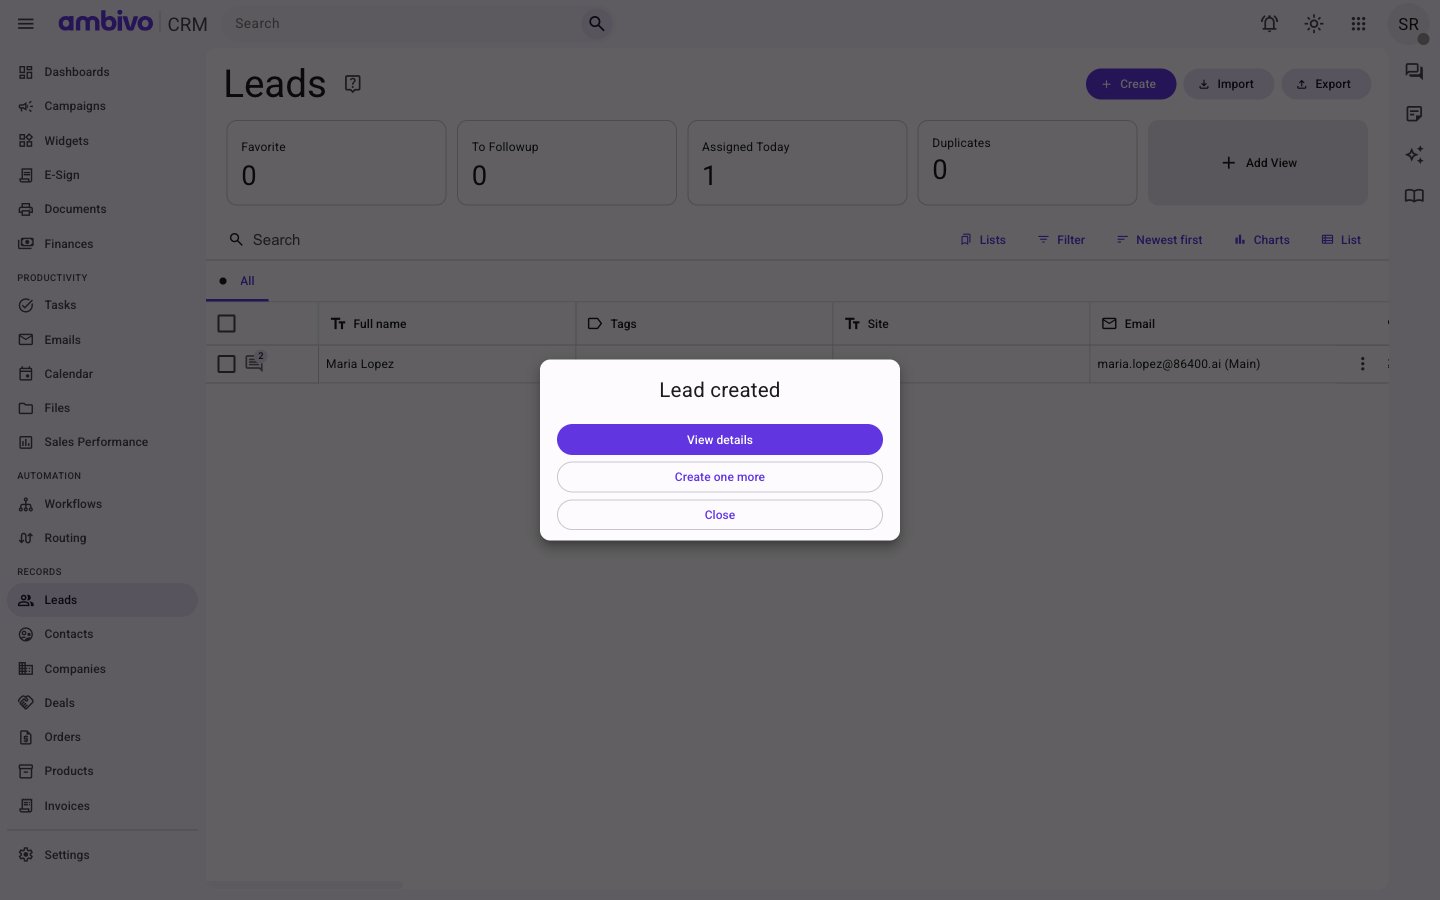 ambivo CRM
Search
SR
Dashboards
Campaigns
Widgets
E-Sign
Documents
Finances
PRODUCTIVITY
Tasks
Emails
Calendar
Files
Sales Performance
AUTOMATION
Workflows
Routing
RECORDS
Leads
Contacts
Companies
Deals
Orders
Products
Invoices
Settings
Leads
Create
Import
Export
Favorite
0
To Followup
0
Assigned Today
1
Duplicates
0
Add View
Search
Lists
Filter
Newest first
Charts
List
All
Full name
Tags
Site
Email
2
Maria Lopez
maria.lopez@86400.ai (Main)
Lead created
View details
Create one more
Close